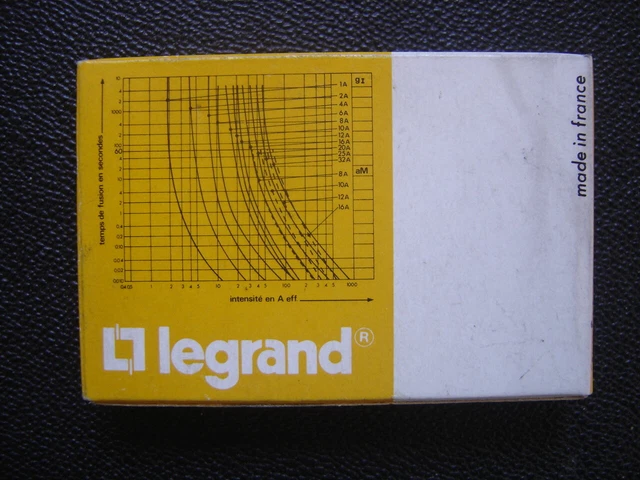 gI
1A
2A
4A
6A
8A
10A
12A
16A
20A
25A
32A
aM
8A
10A
12A
16A
temps de fusion en secondes
intensité en A eff
legrand®
made in france